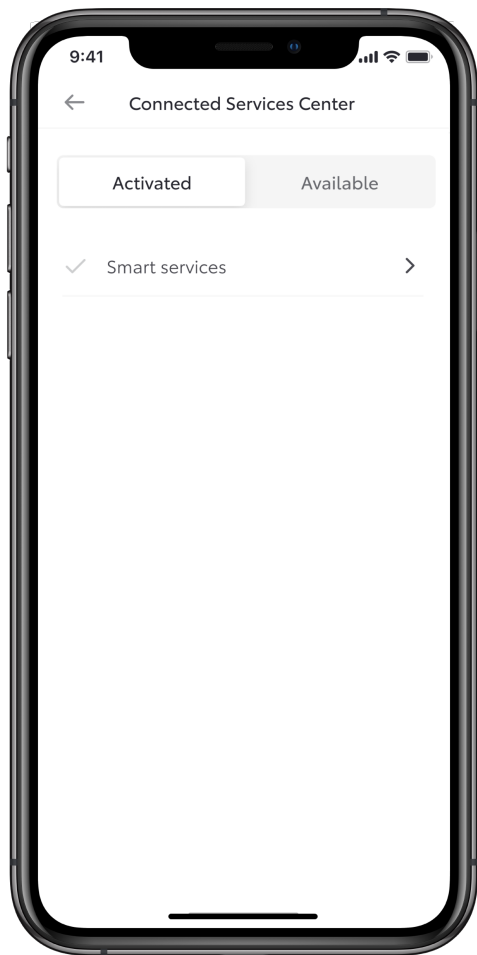 9:41
Connected Services Center
Activated
Available
Smart services